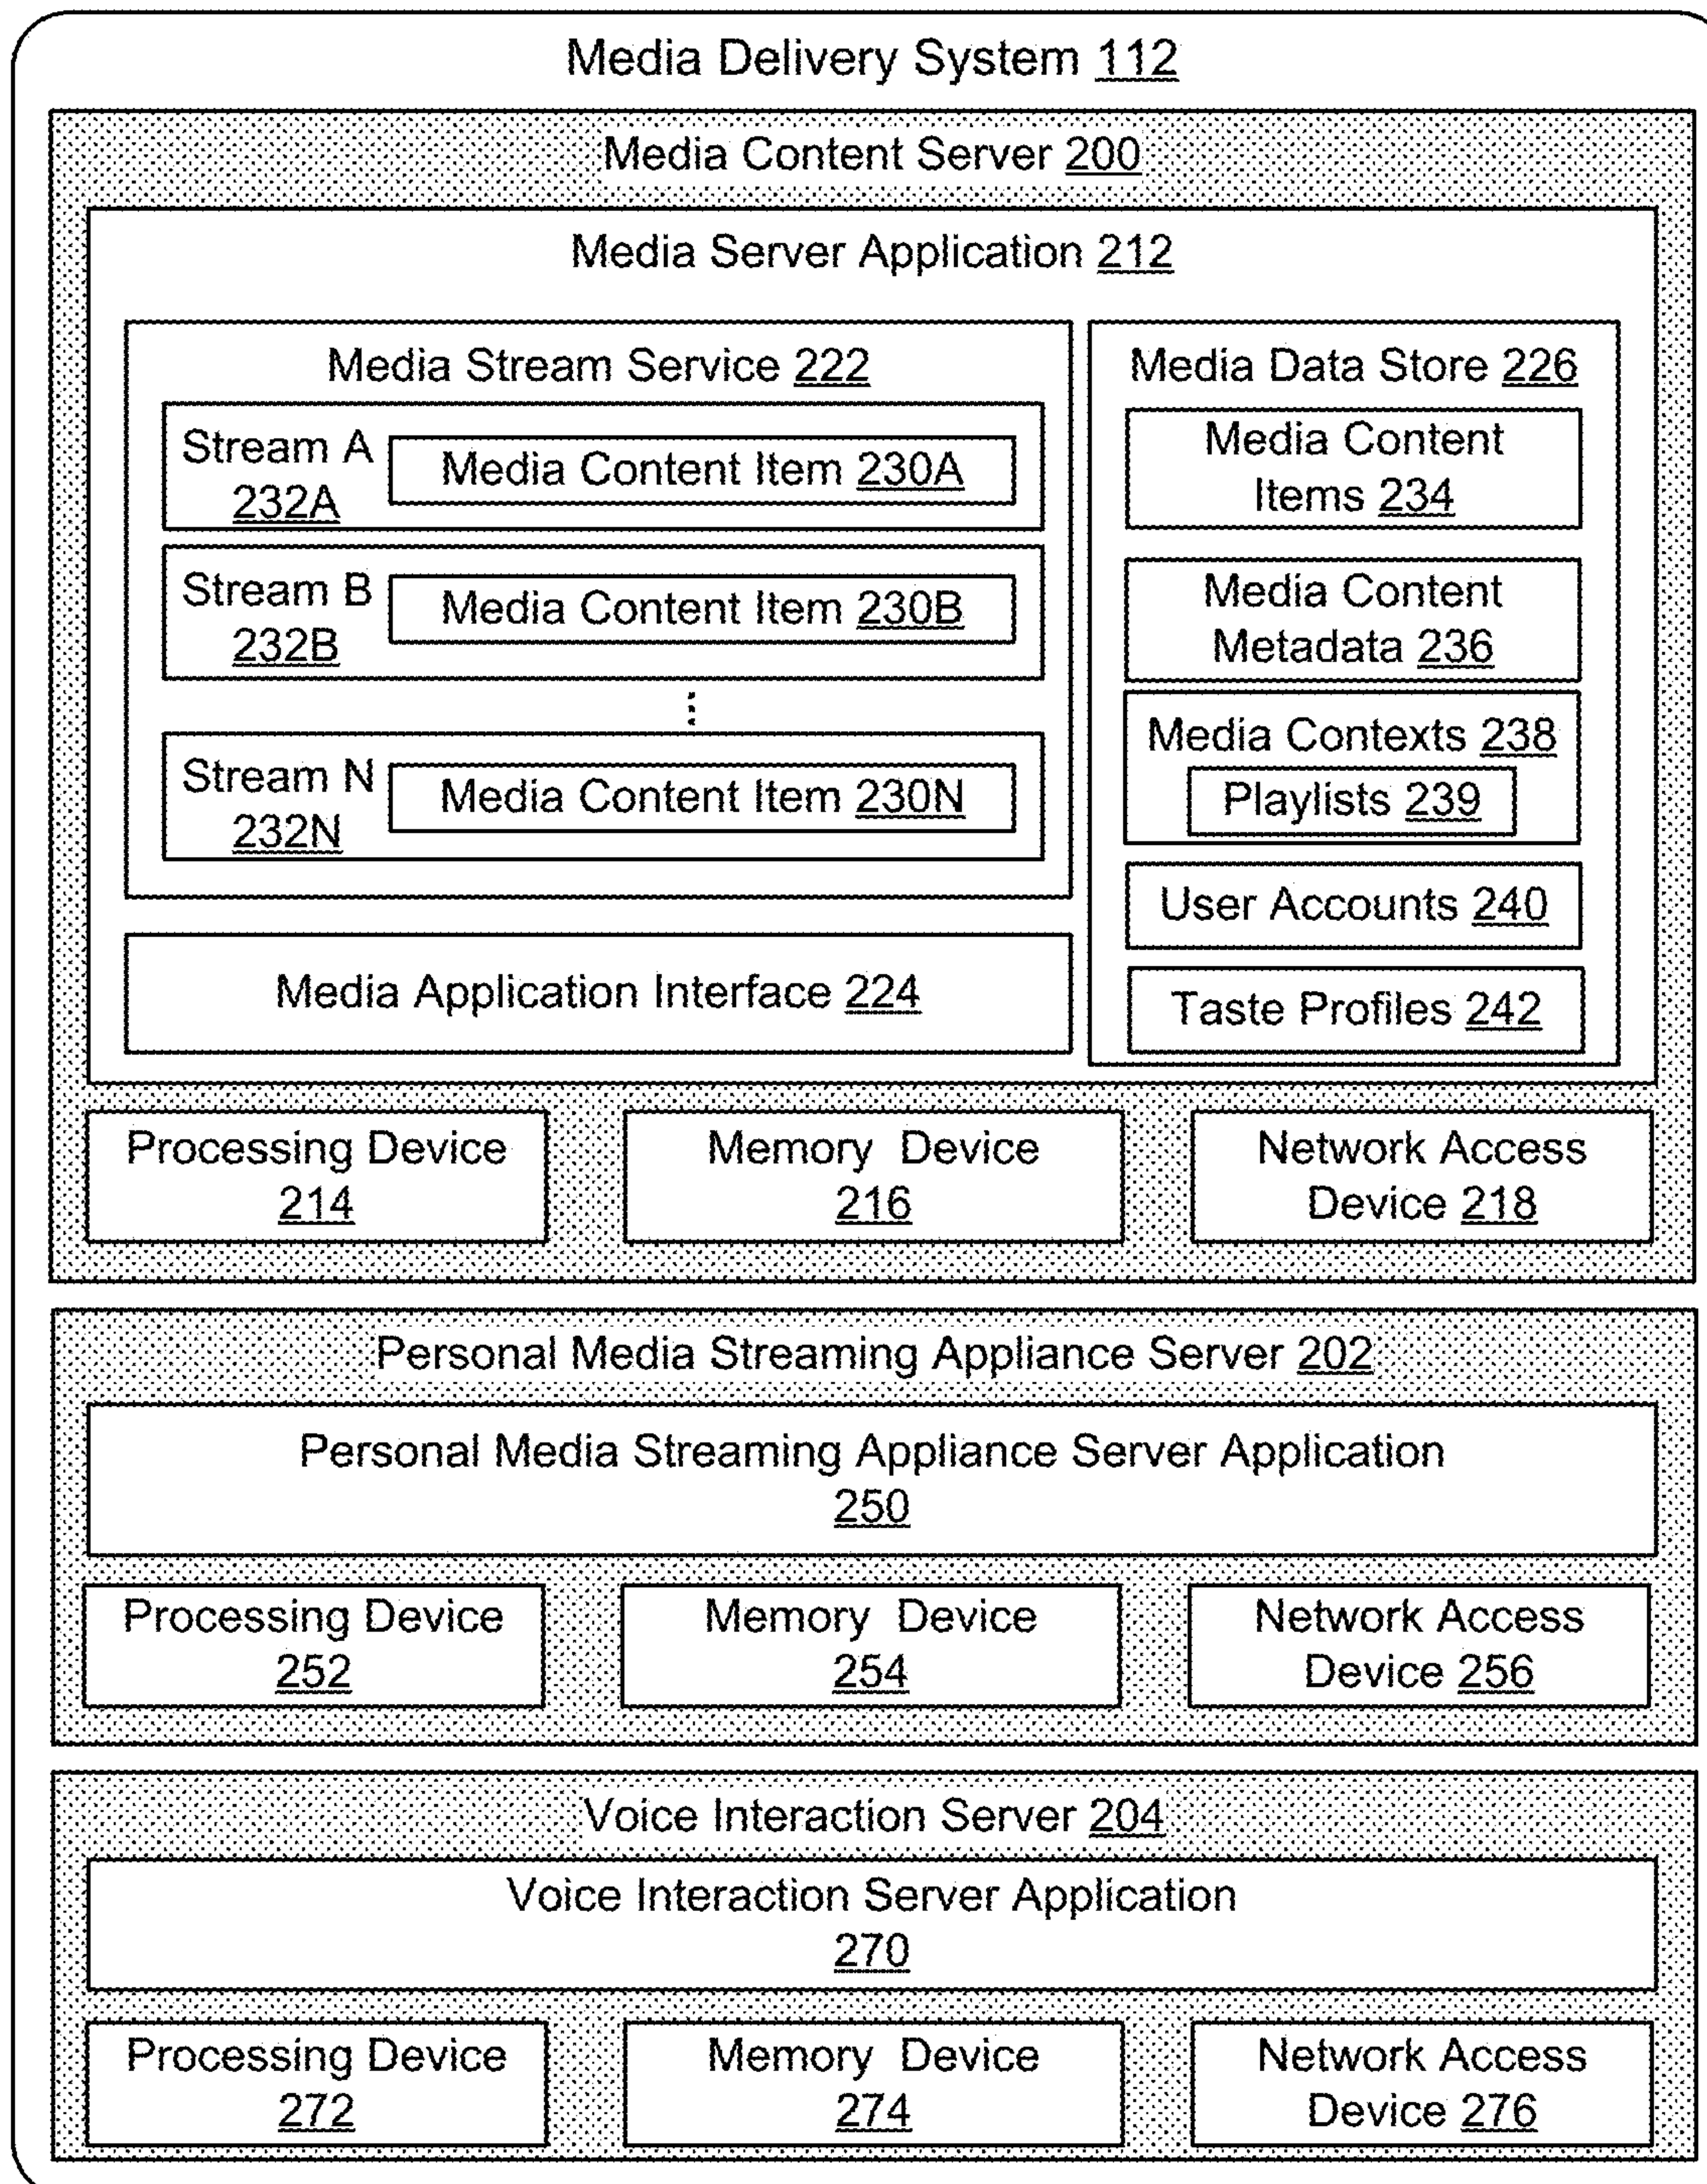 Media Delivery System 112
Media Content Server 200
Media Server Application 212
Media Stream Service 222
Stream A
232A
Media Content Item 230A
Stream B
232B
Media Content Item 230B
⋮
Stream N
232N
Media Content Item 230N
Media Application Interface 224
Media Data Store 226
Media Content
Items 234
Media Content
Metadata 236
Media Contexts 238
Playlists 239
User Accounts 240
Taste Profiles 242
Processing Device
214
Memory Device
216
Network Access
Device 218
Personal Media Streaming Appliance Server 202
Personal Media Streaming Appliance Server Application
250
Processing Device
252
Memory Device
254
Network Access
Device 256
Voice Interaction Server 204
Voice Interaction Server Application
270
Processing Device
272
Memory Device
274
Network Access
Device 276